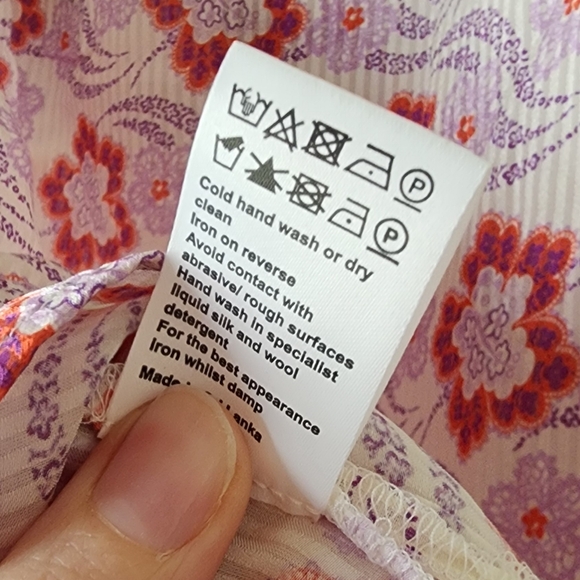 P
P
Cold hand wash or dry
clean
Iron on reverse
Avoid contact with
abrasive/ rough surfaces
Hand wash in specialist
liquid silk and wool
detergent
For the best appearance
Iron whilst damp
Made